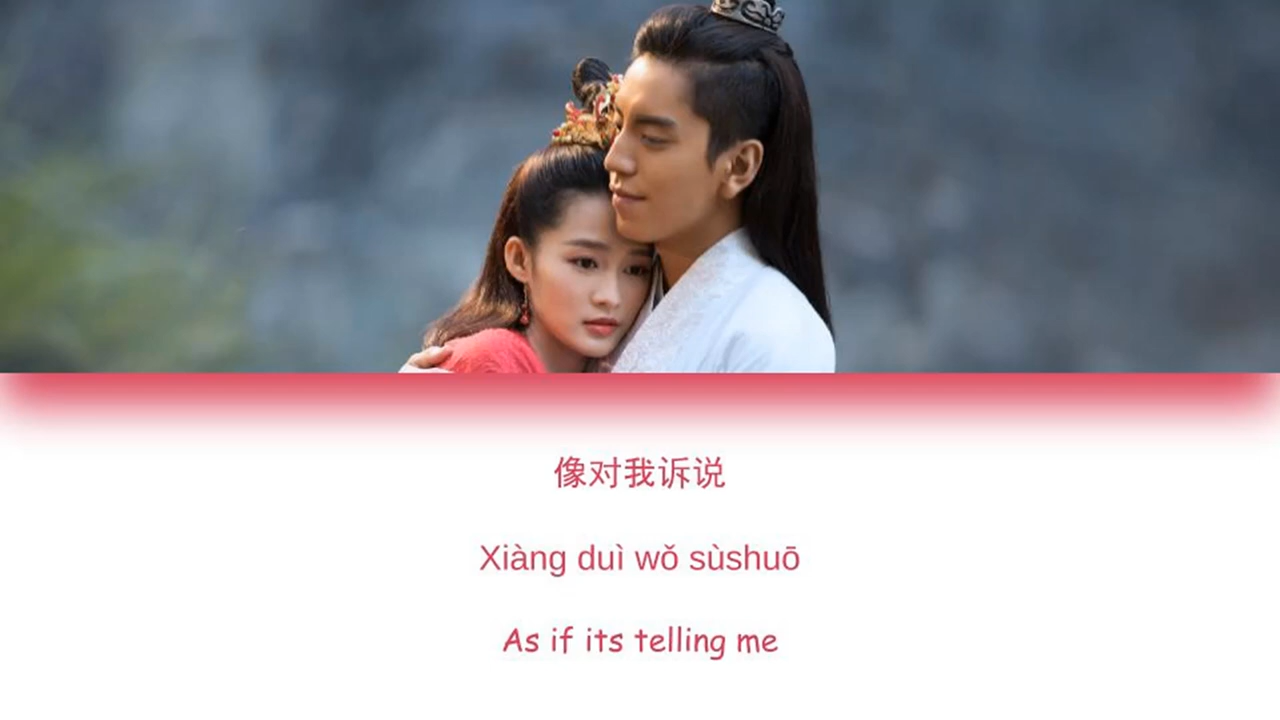 像对我诉说
Xiàng duì wǒ sùshuō
As if its telling me